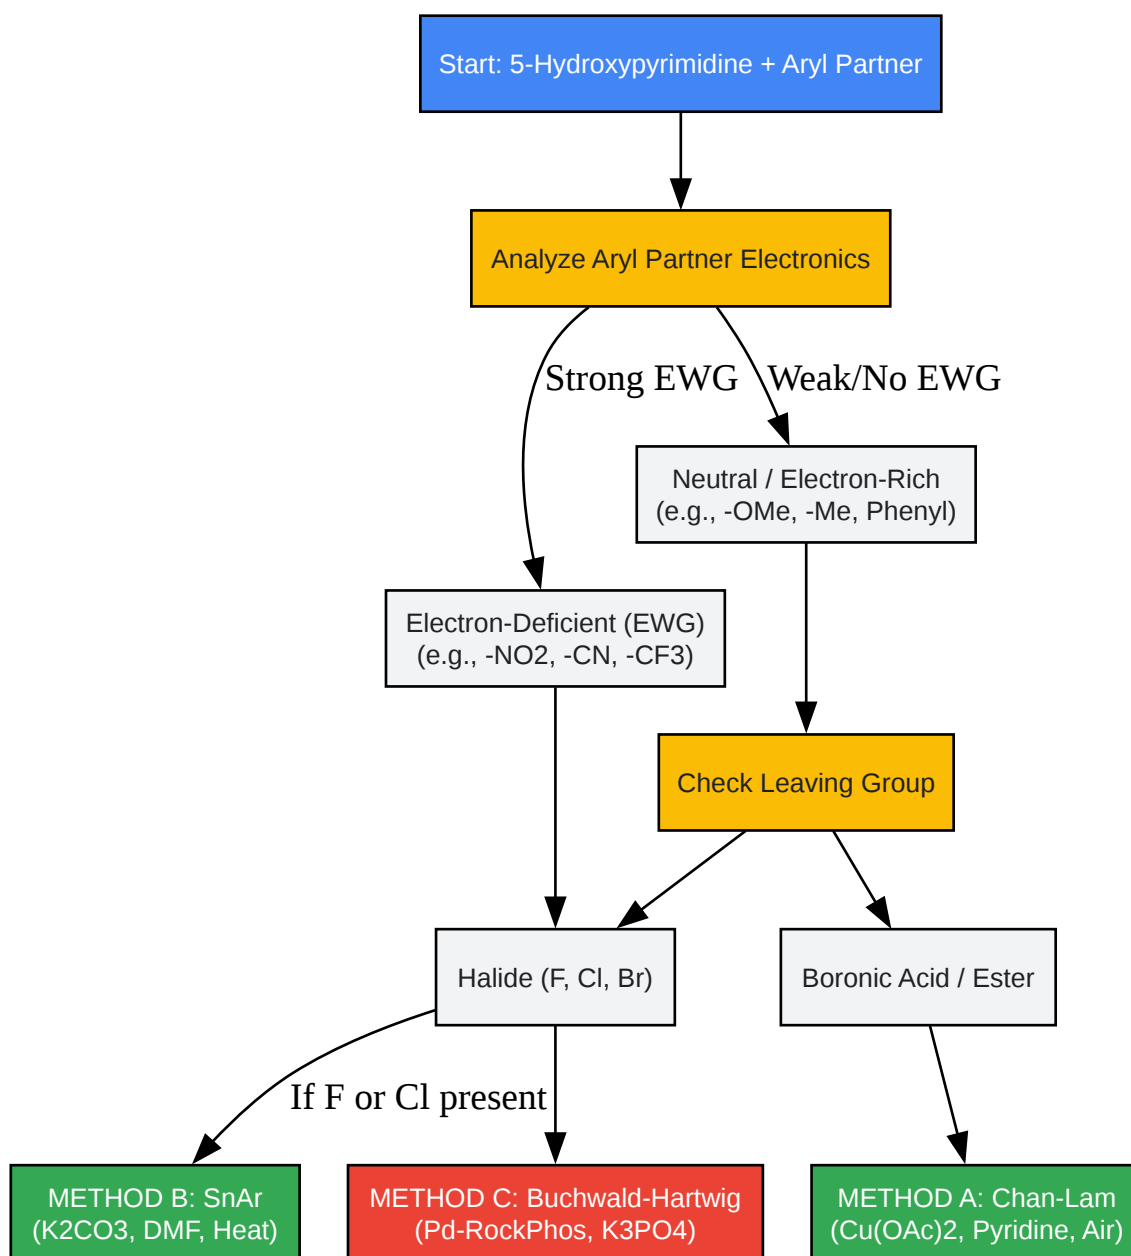 Start: 5-Hydroxypyrimidine + Aryl Partner
Analyze Aryl Partner Electronics
Strong EWG
Weak/No EWG
Neutral / Electron-Rich
(e.g., -OMe, -Me, Phenyl)
Electron-Deficient (EWG)
(e.g., -NO2, -CN, -CF3)
Check Leaving Group
Halide (F, Cl, Br)
Boronic Acid / Ester
If F or Cl present
METHOD B: SnAr
(K2CO3, DMF, Heat)
METHOD C: Buchwald-Hartwig
(Pd-RockPhos, K3PO4)
METHOD A: Chan-Lam
(Cu(OAc)2, Pyridine, Air)